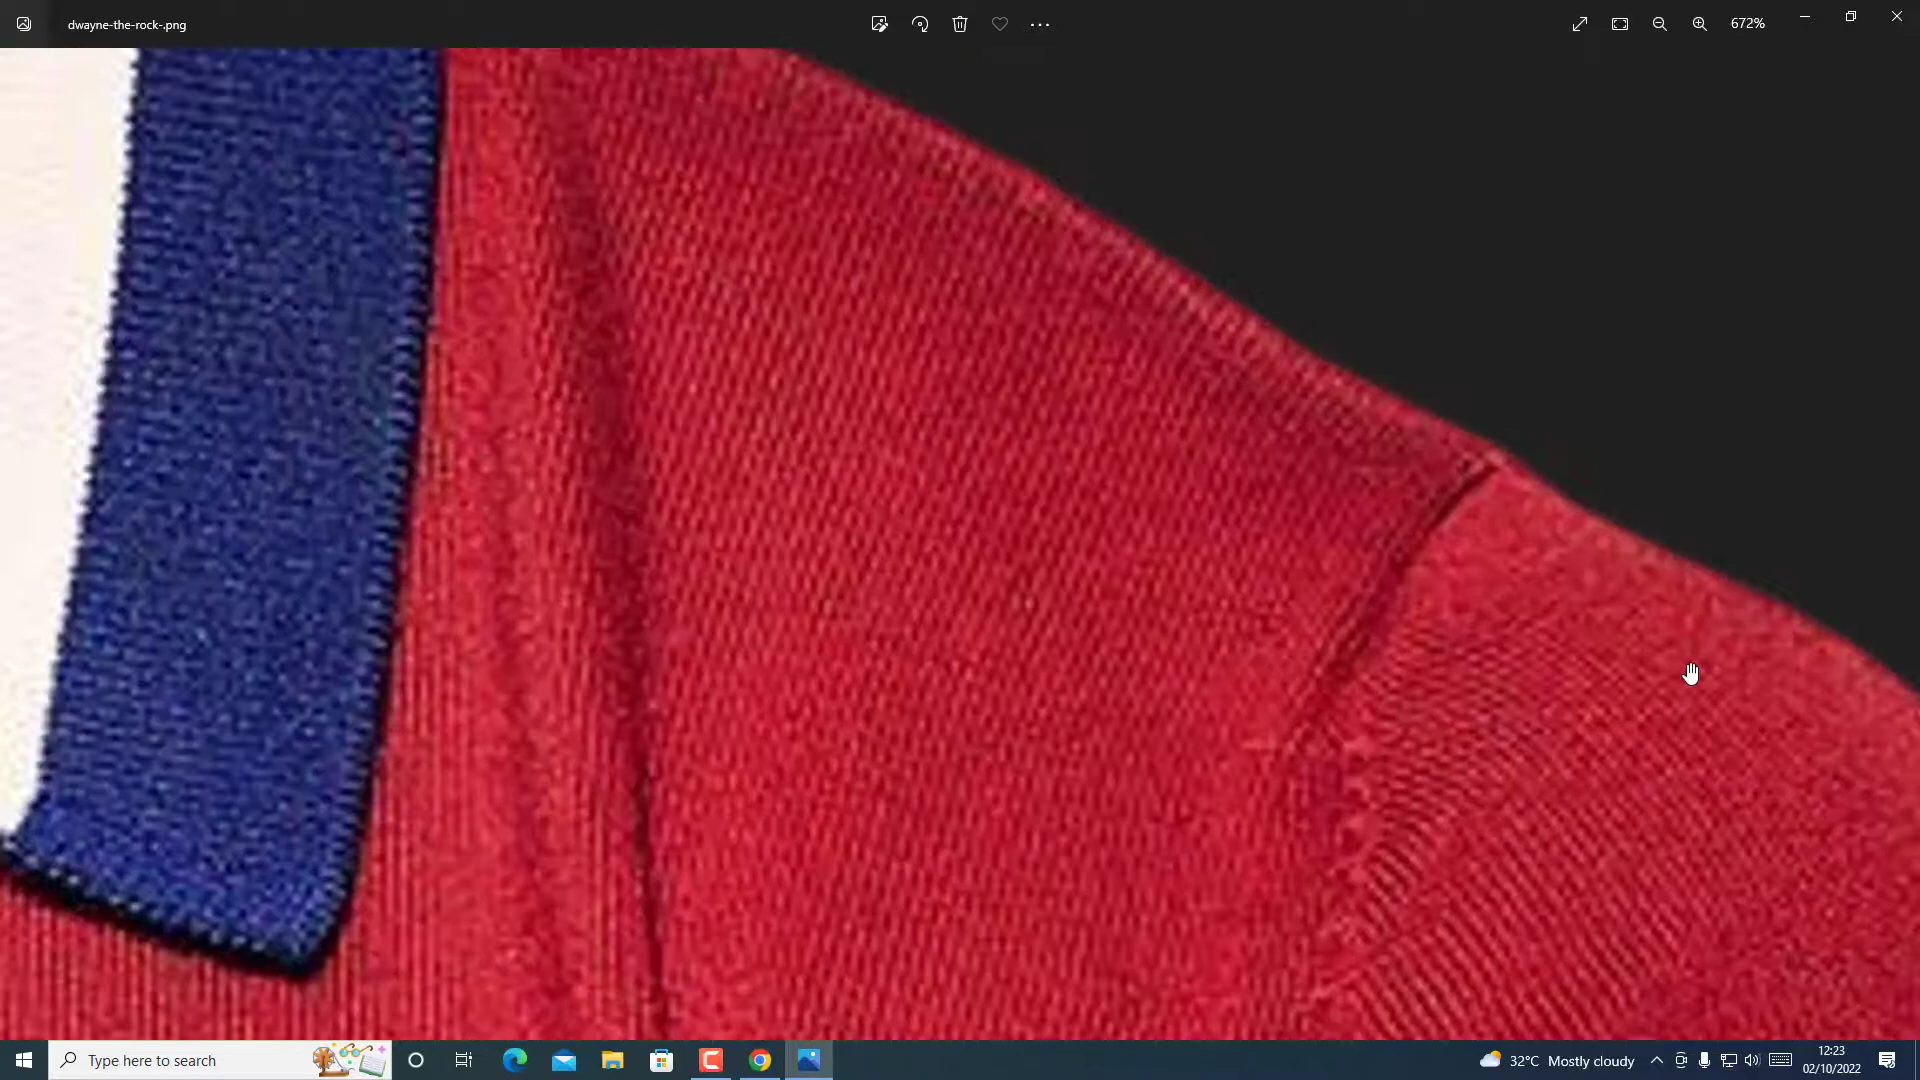 dwayne-the-rock-.png
672%
Type here to search
32°C Mostly cloudy
12:23
02/10/2022